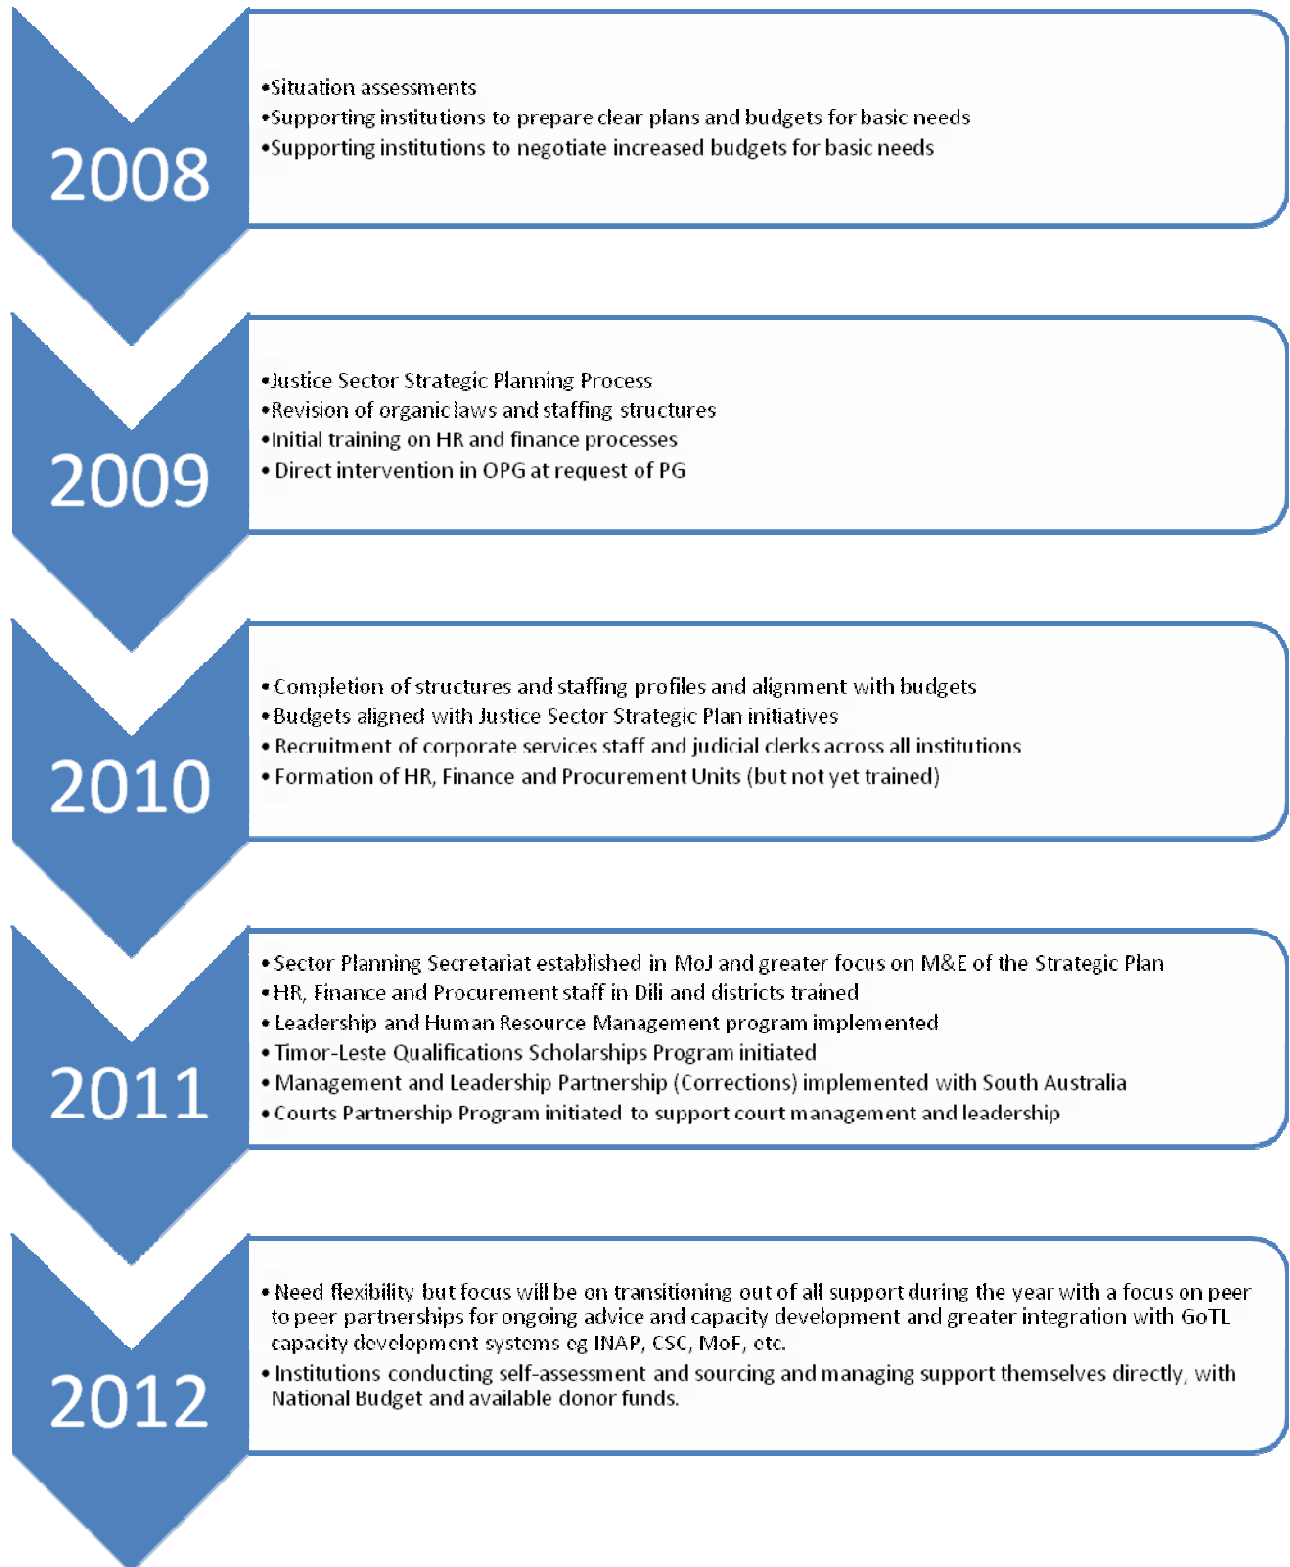 2008
•Situation assessments
•Supporting institutions to prepare clear plans and budgets for basic needs
•Supporting institutions to negotiate increased budgets for basic needs
2009
•Justice Sector Strategic Planning Process
•Revision of organic laws and staffing structures
•Initial training on HR and finance processes
• Direct intervention in OPG at request of PG
2010
• Completion of structures and staffing profiles and alignment with budgets
• Budgets aligned with Justice Sector Strategic Plan initiatives
• Recruitment of corporate services staff and judicial clerks across all institutions
• Formation of HR, Finance and Procurement Units (but not yet trained)
2011
• Sector Planning Secretariat established in MoJ and greater focus on M&E of the Strategic Plan
• HR, Finance and Procurement staff in Dili and districts trained
• Leadership and Human Resource Management program implemented
• Timor-Leste Qualifications Scholarships Program initiated
• Management and Leadership Partnership (Corrections) implemented with South Australia
• Courts Partnership Program initiated to support court management and leadership
2012
• Need flexibility but focus will be on transitioning out of all support during the year with a focus on peer
to peer partnerships for ongoing advice and capacity development and greater integration with GoTL
capacity development systems eg INAP, CSC, MoF, etc.
• Institutions conducting self-assessment and sourcing and managing support themselves directly, with
National Budget and available donor funds.